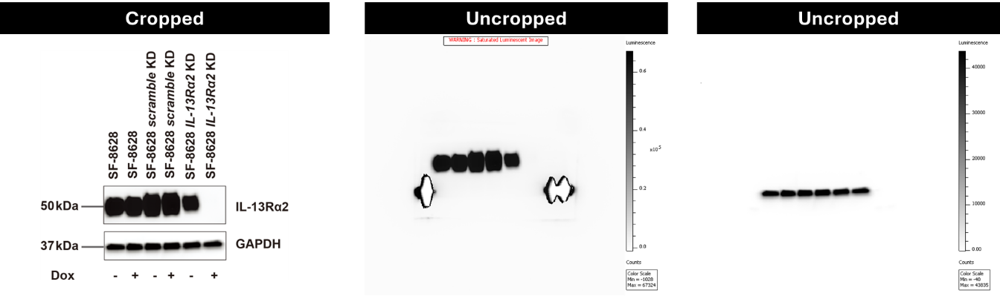 Cropped
SF-8628
SF-8628
SF-8628 scramble KD
SF-8628 scramble KD
SF-8628 IL-13Rα2 KD
SF-8628 IL-13Rα2 KD
50kDa
IL-13Rα2
37kDa
GAPDH
Dox
- + - + - +
Uncropped
WARNING : Saturated Luminescent Image
Luminescence
0.6
0.4
x10^5
0.2
0.0
Counts
Color Scale
Min = -1028
Max = 67324
Uncropped
Luminescence
40000
30000
20000
10000
0.00
Counts
Color Scale
Min = -40
Max = 43835